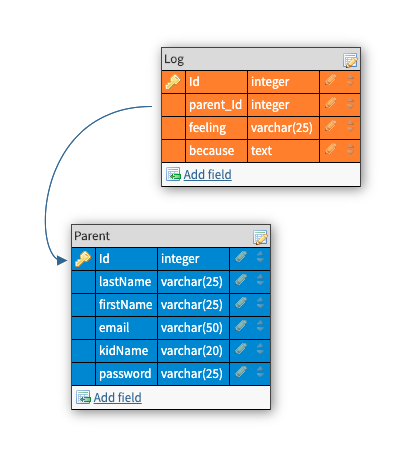 Log
Id integer
parent_Id integer
feeling varchar(25)
because text
Add field
Parent
Id integer
lastName varchar(25)
firstName varchar(25)
email varchar(50)
kidName varchar(20)
password varchar(25)
Add field